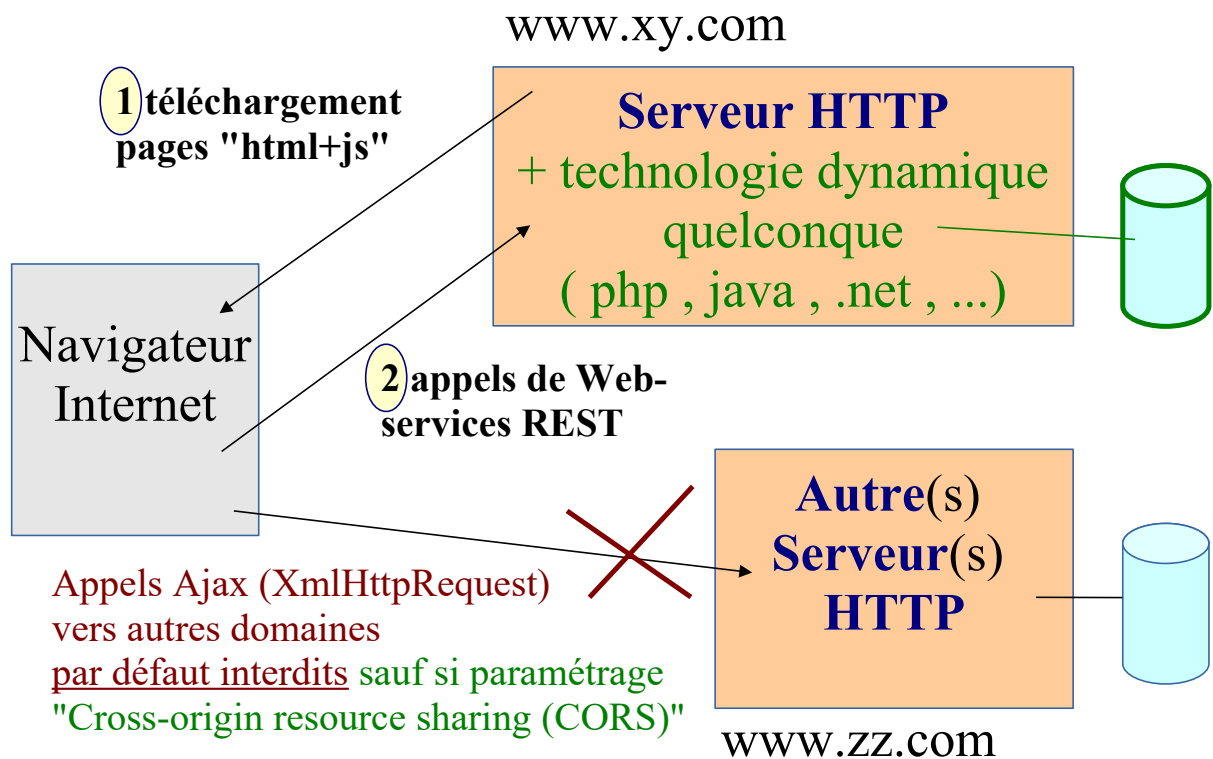 www.xy.com
1 téléchargement
pages "html+js"
Serveur HTTP
+ technologie dynamique
quelconque
( php , java , .net , ...)
Navigateur
Internet
2 appels de Web-
services REST
Autre(s)
Serveur(s)
HTTP
Appels Ajax (XmlHttpRequest)
vers autres domaines
par défaut interdits sauf si paramétrage
"Cross-origin resource sharing (CORS)"
www.zz.com